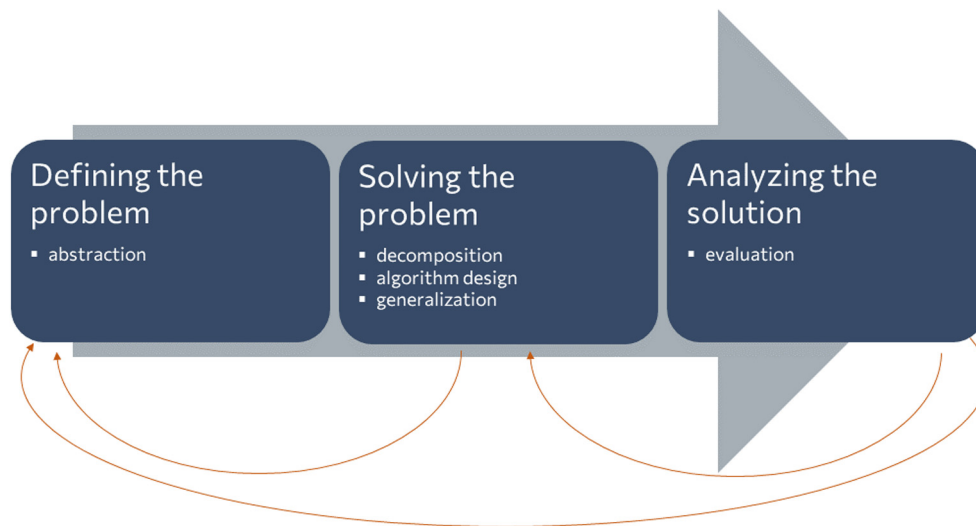 Defining the
problem
▪ abstraction
Solving the
problem
▪ decomposition
▪ algorithm design
▪ generalization
Analyzing the
solution
▪ evaluation